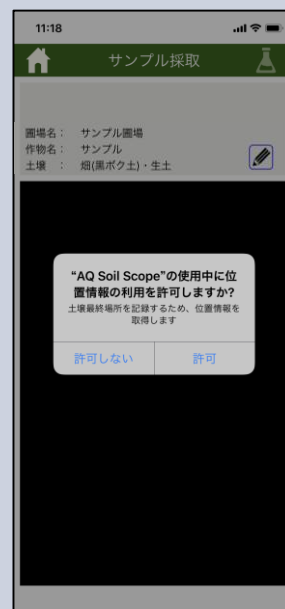 11:18
サンプル採取
圃場名： サンプル圃場
作物名： サンプル
土壌 ： 畑(黒ボク土)・生土
“AQ Soil Scope”の使用中に位
置情報の利用を許可しますか?
土壌最終場所を記録するため、位置情報を
取得します
許可しない 許可